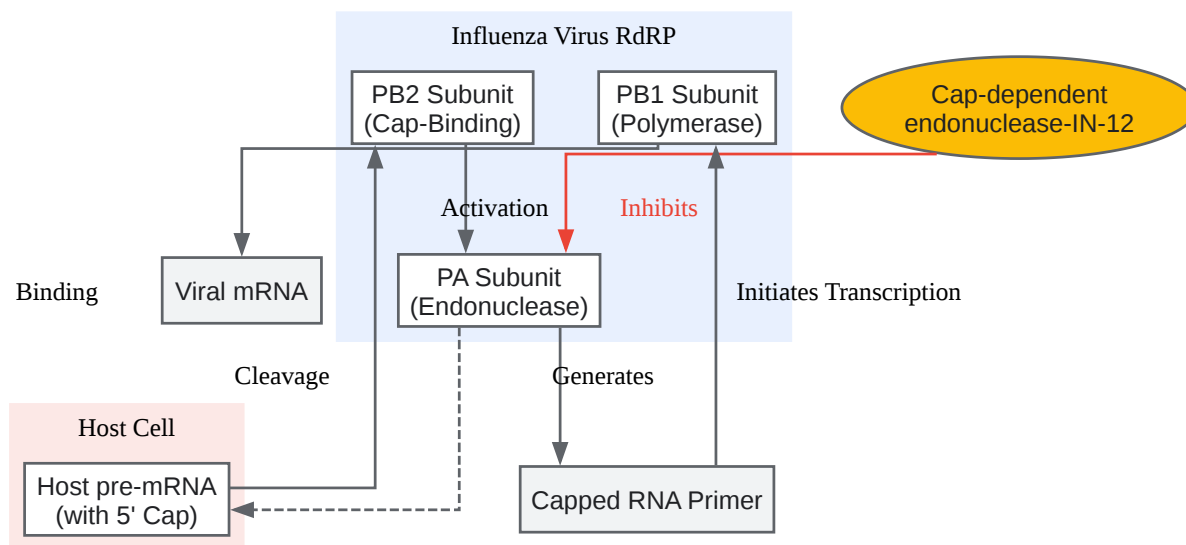 Influenza Virus RdRP
PB2 Subunit
(Cap-Binding)
PB1 Subunit
(Polymerase)
Cap-dependent
endonuclease-IN-12
Activation
Inhibits
Binding
Viral mRNA
PA Subunit
(Endonuclease)
Initiates Transcription
Cleavage
Generates
Host Cell
Host pre-mRNA
(with 5' Cap)
Capped RNA Primer